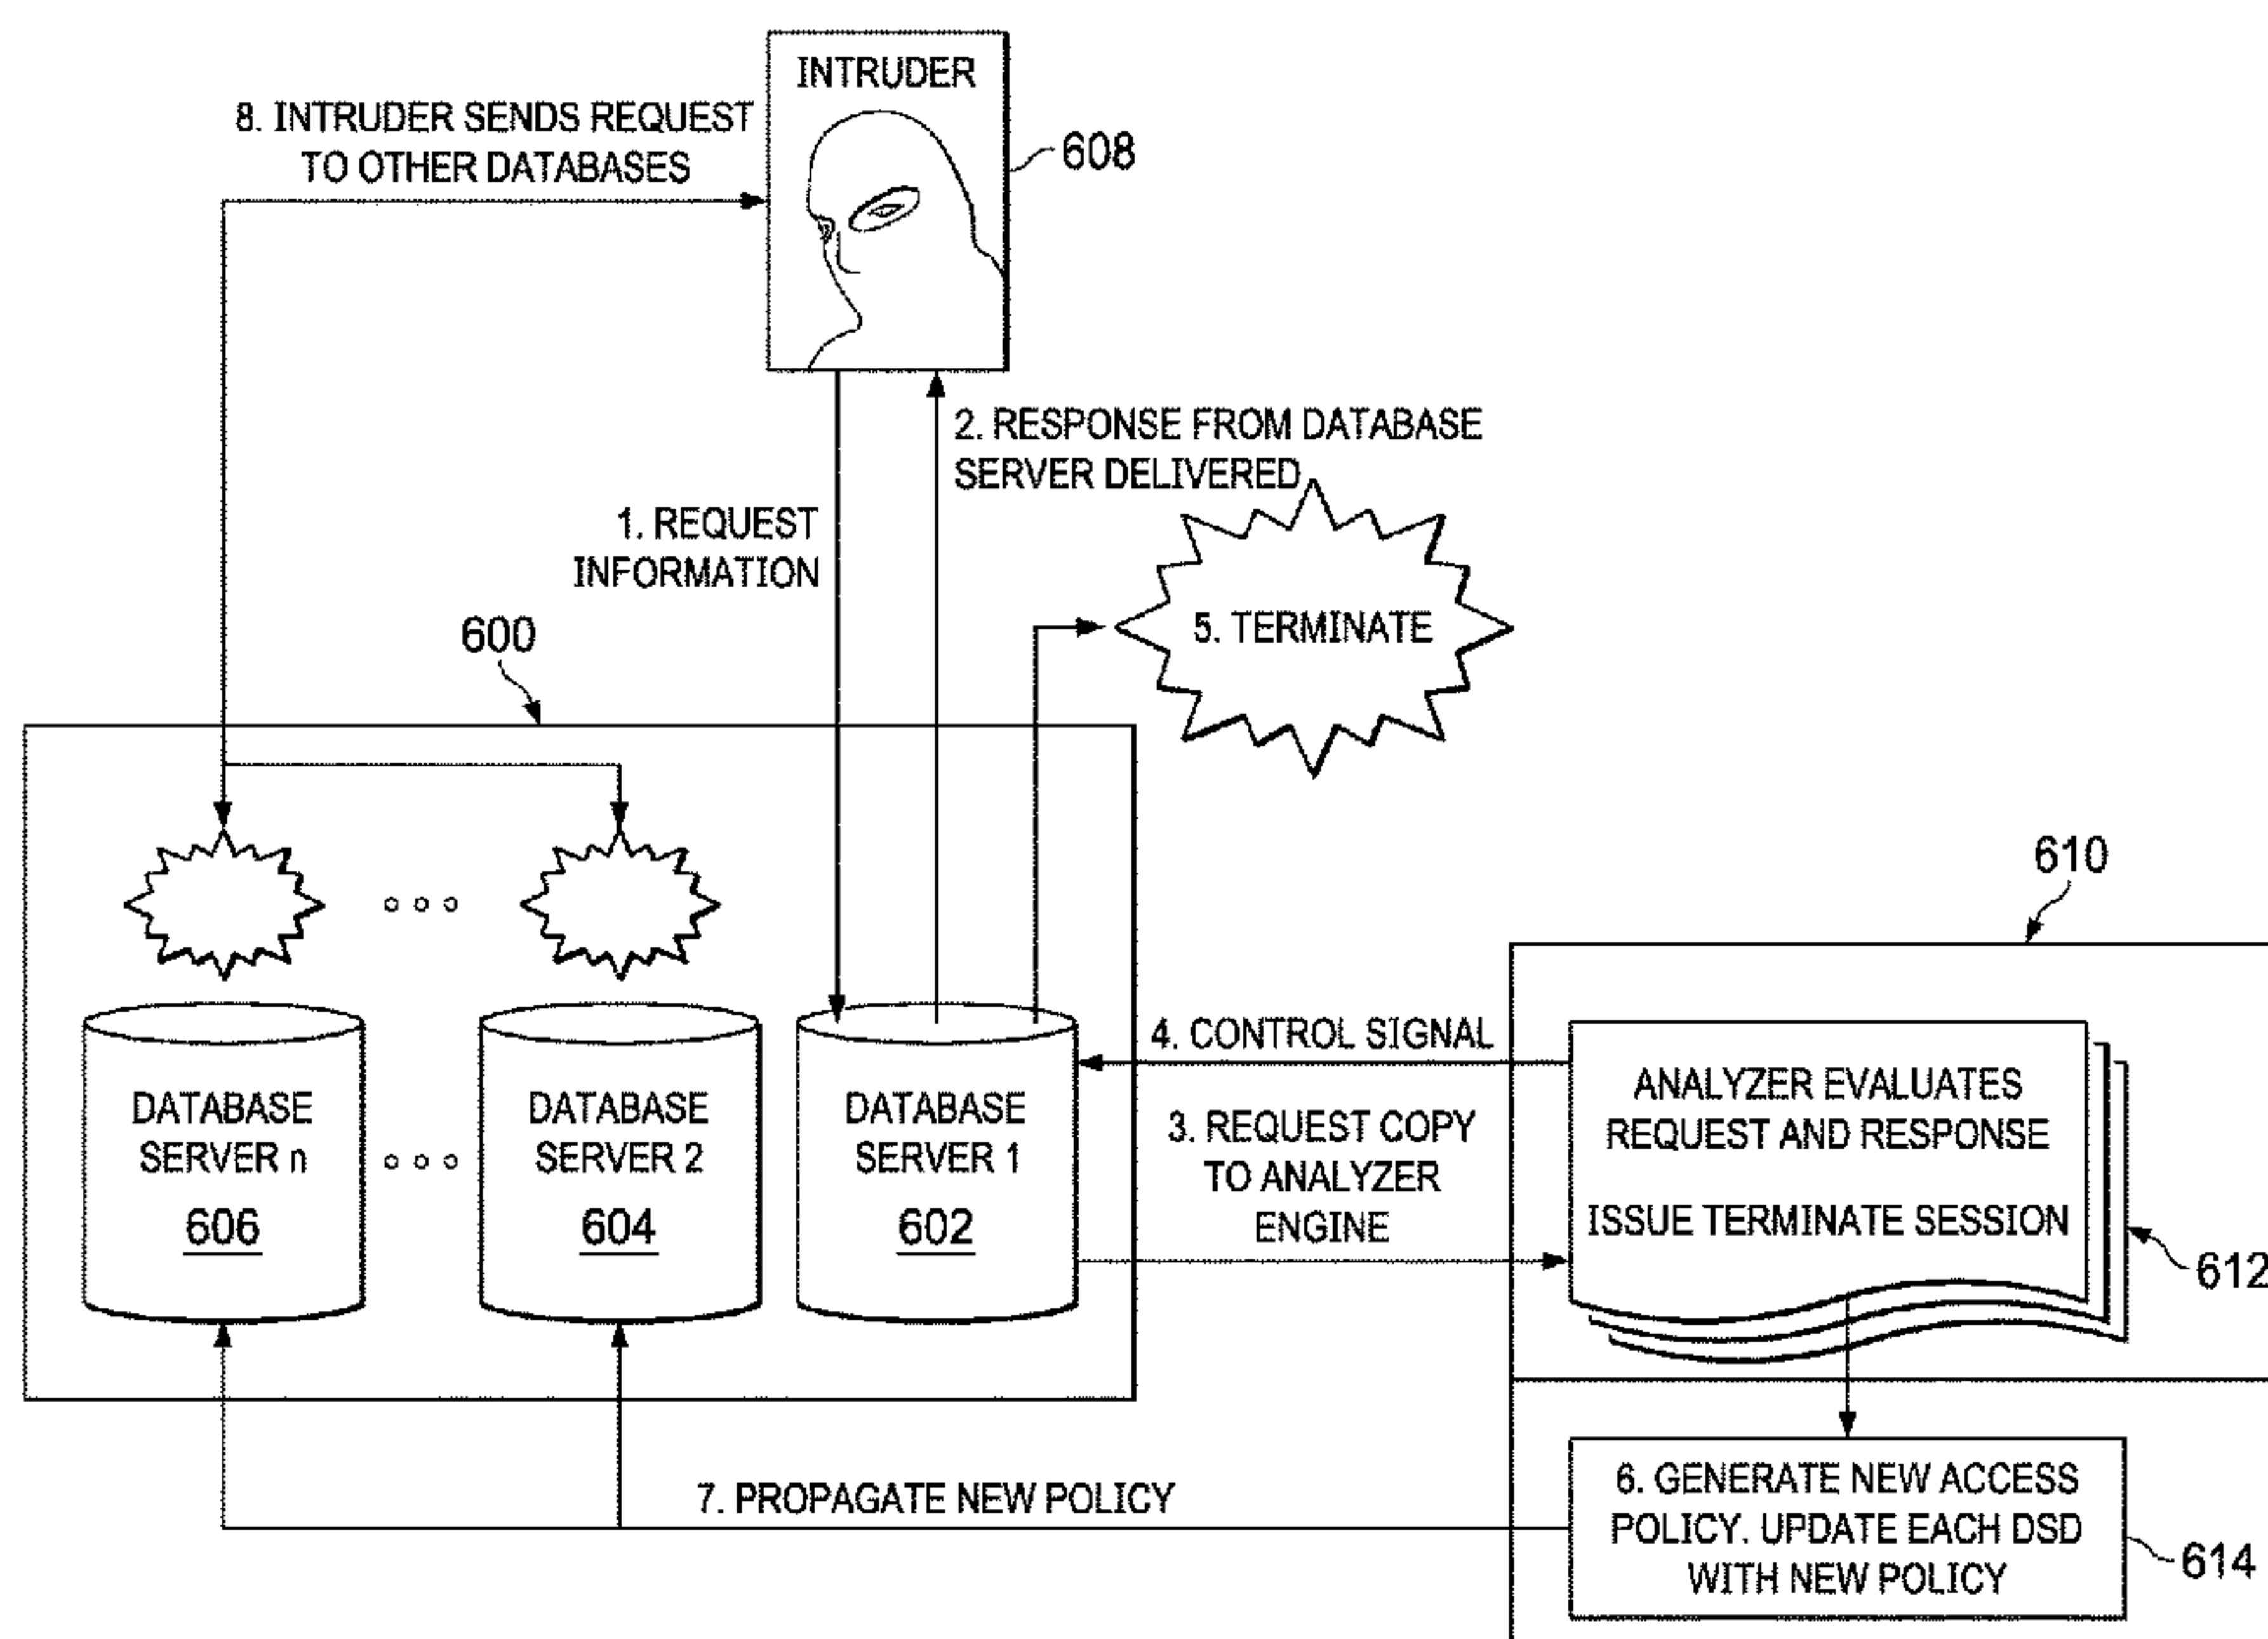 INTRUDER
8. INTRUDER SENDS REQUEST
TO OTHER DATABASES
608
2. RESPONSE FROM DATABASE
SERVER DELIVERED
1. REQUEST
INFORMATION
5. TERMINATE
600
610
4. CONTROL SIGNAL
3. REQUEST COPY
TO ANALYZER
ENGINE
DATABASE
SERVER n
606
DATABASE
SERVER 2
604
DATABASE
SERVER 1
602
ANALYZER EVALUATES
REQUEST AND RESPONSE
ISSUE TERMINATE SESSION
612
7. PROPAGATE NEW POLICY
6. GENERATE NEW ACCESS
POLICY. UPDATE EACH DSD
WITH NEW POLICY
614